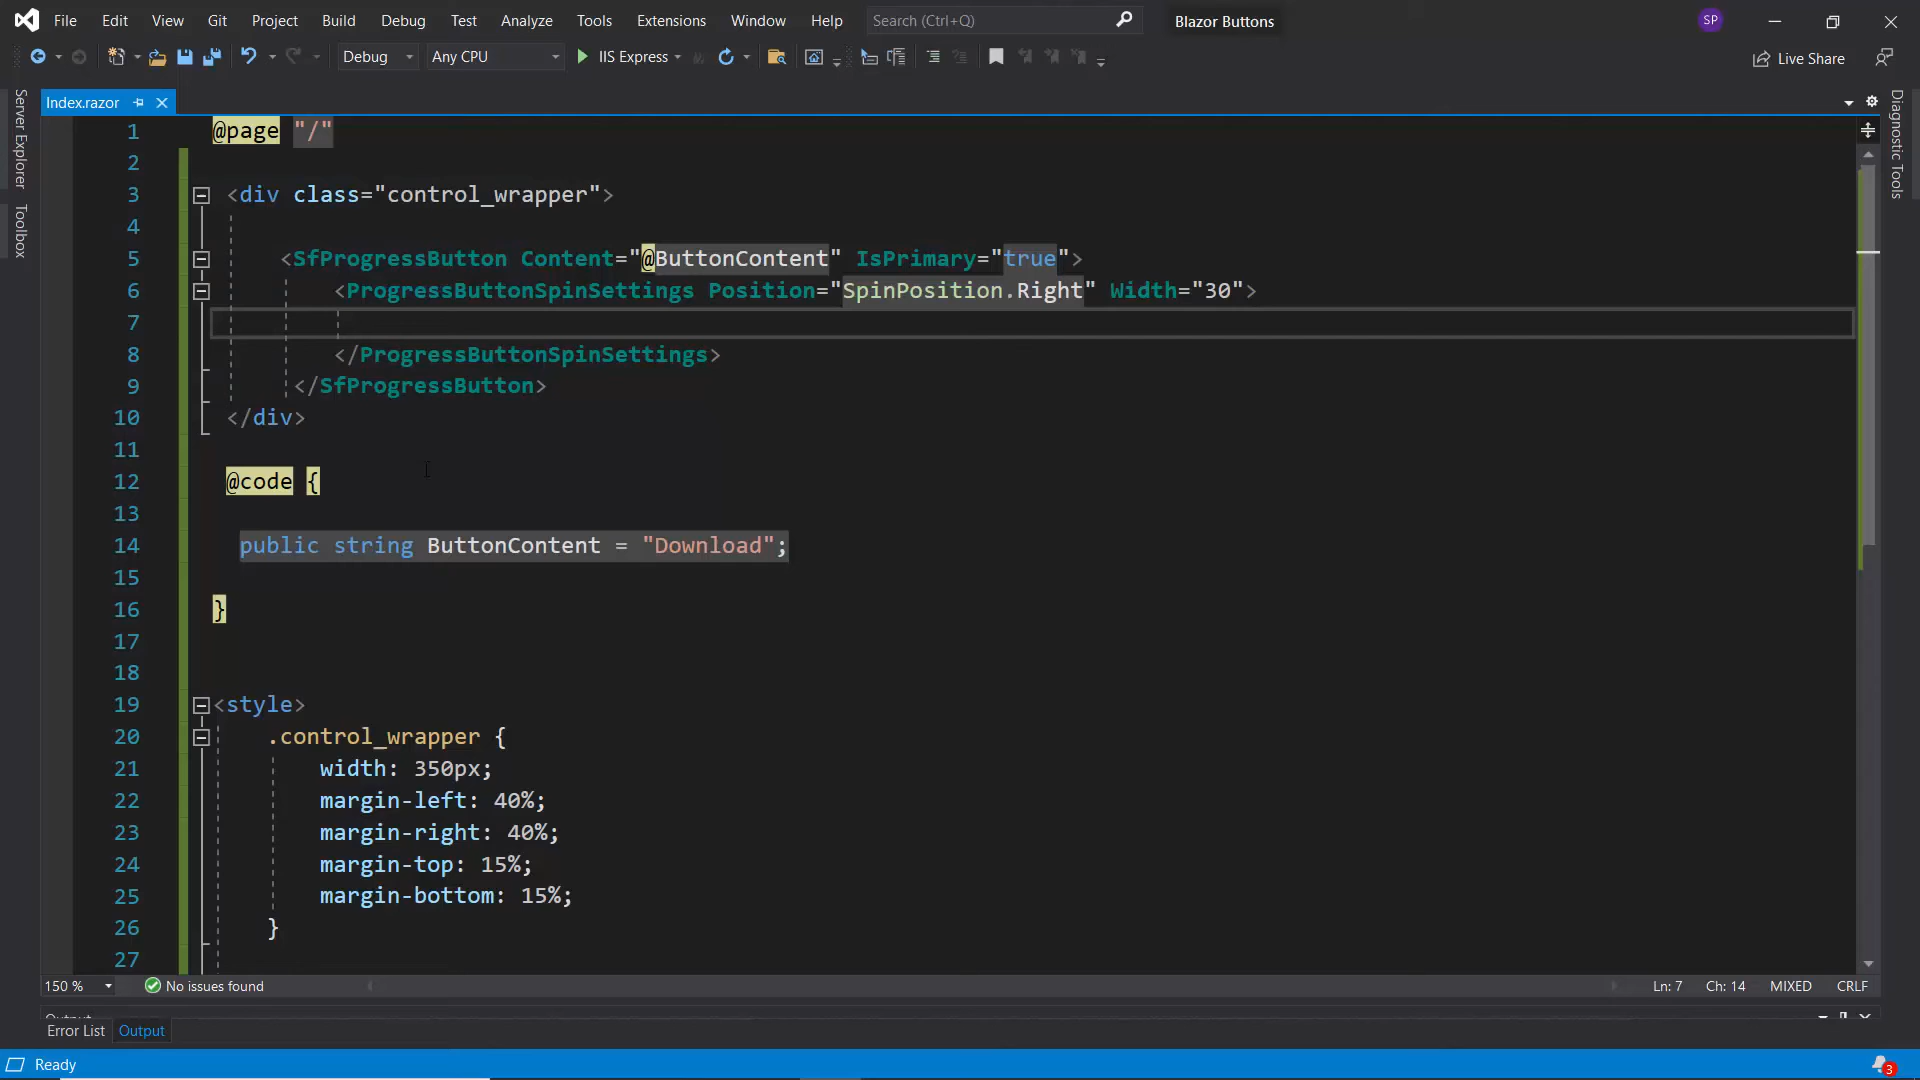 File Edit View Git Project Build Debug Test Analyze Tools Extensions Window Help Search (Ctrl+Q) Blazor Buttons SP
Debug Any CPU IIS Express Live Share
Server Explorer
Toolbox
Diagnostic Tools
Index.razor
1 @page "/"
2
3 <div class="control_wrapper">
4
5 <SfProgressButton Content="@ButtonContent" IsPrimary="true">
6 <ProgressButtonSpinSettings Position="SpinPosition.Right" Width="30">
7
8 </ProgressButtonSpinSettings>
9 </SfProgressButton>
10 </div>
11
12 @code {
13
14 public string ButtonContent = "Download";
15
16 }
17
18
19 <style>
20 .control_wrapper {
21 width: 350px;
22 margin-left: 40%;
23 margin-right: 40%;
24 margin-top: 15%;
25 margin-bottom: 15%;
26 }
27
150 % No issues found Ln: 7 Ch: 14 MIXED CRLF
Output
Error List Output
Ready 3